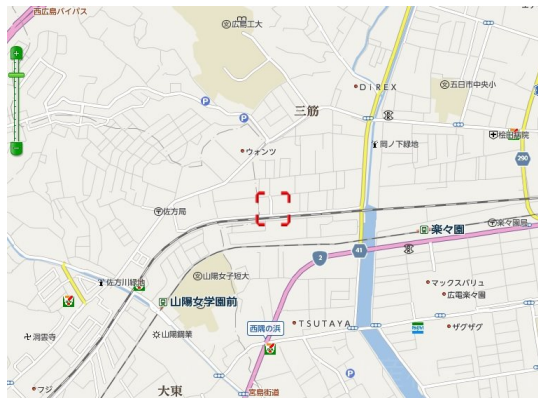 西広島バイパス
広島工大
DiREX
五日市中央小
三筋
桧田病院
岡ノ下緑地
ウォンツ
290
佐方局
楽々園
楽々園局
41
2
佐方川緑地
山陽女子短大
マックスバリュ
広電楽々園
山陽女学園前
西隅の浜
TSUTAYA
ザグザグ
洞雲寺
山陽鋼業
フジ
大東
宮島街道